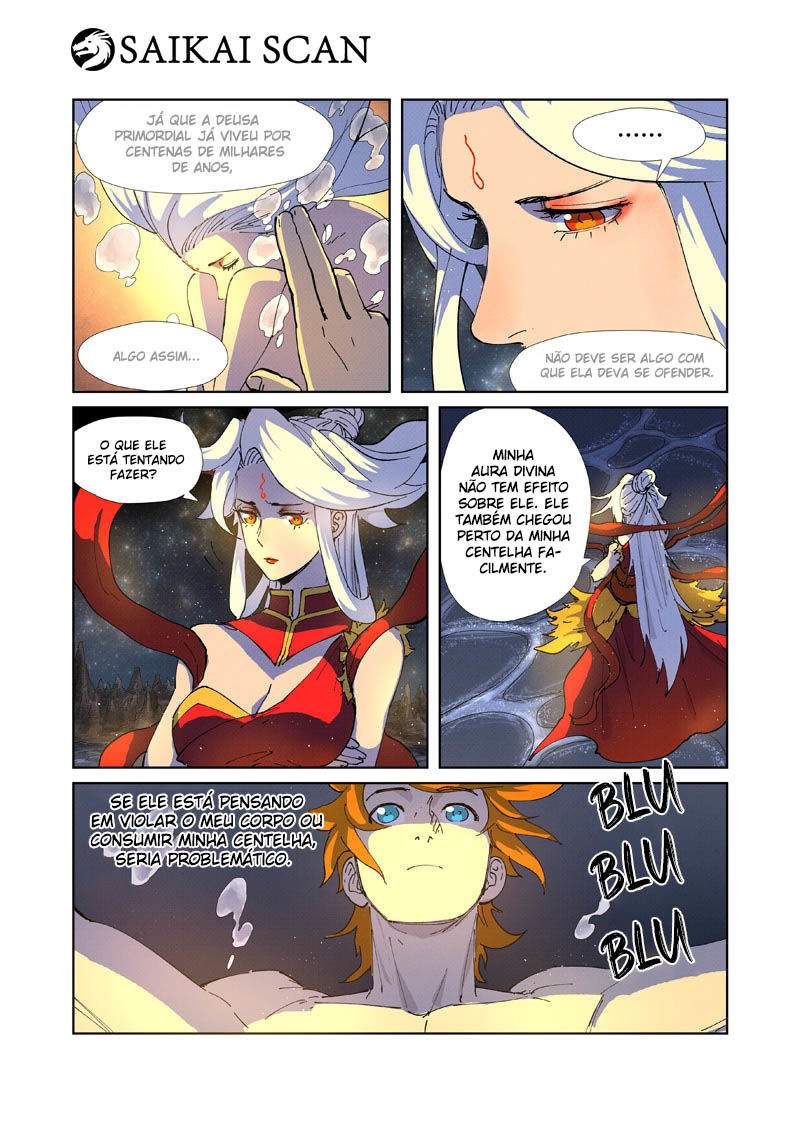 SAIKAI SCAN
JÁ QUE A DEUSA
PRIMORDIAL JÁ VIVEU POR
CENTENAS DE MILHARES
DE ANOS,
ALGO ASSIM...
......
NÃO DEVE SER ALGO COM
QUE ELA DEVA SE OFENDER.
O QUE ELE
ESTÁ TENTANDO
FAZER?
MINHA
AURA DIVINA
NÃO TEM EFEITO
SOBRE ELE. ELE
TAMBÉM CHEGOU
PERTO DA MINHA
CENTELHA FA-
CILMENTE.
SE ELE ESTÁ PENSANDO
EM VIOLAR O MEU CORPO OU
CONSUMIR MINHA CENTELHA,
SERIA PROBLEMÁTICO.
BLU
BLU
BLU